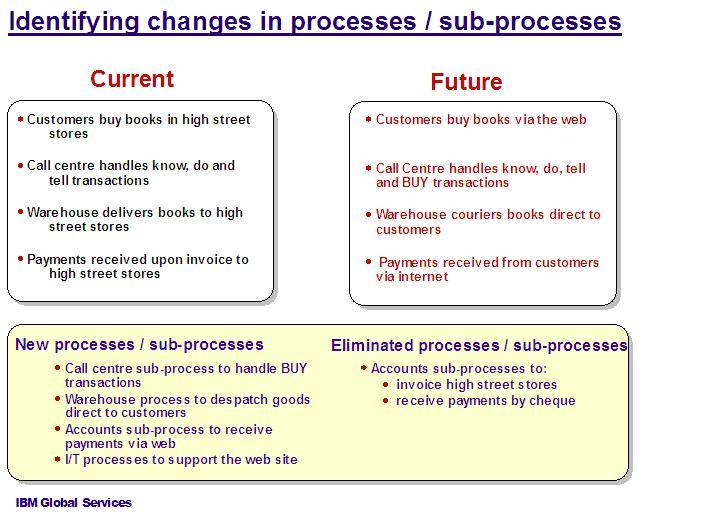 Identifying changes in processes / sub-processes
Current
Customers buy books in high street
stores
Call centre handles know, do and
tell transactions
Warehouse delivers books to high
street stores
Payments received upon invoice to
high street stores
Future
Customers buy books via the web
Call Centre handles know, do, tell
and BUY transactions
Warehouse couriers books direct to
customers
Payments received from customers
via internet
New processes / sub-processes
Call centre sub-process to handle BUY
transactions
Warehouse process to despatch goods
direct to customers
Accounts sub-process to receive
payments via web
I/T processes to support the web site
Eliminated processes / sub-processes
Accounts sub-processes to:
invoice high street stores
receive payments by cheque
IBM Global Services